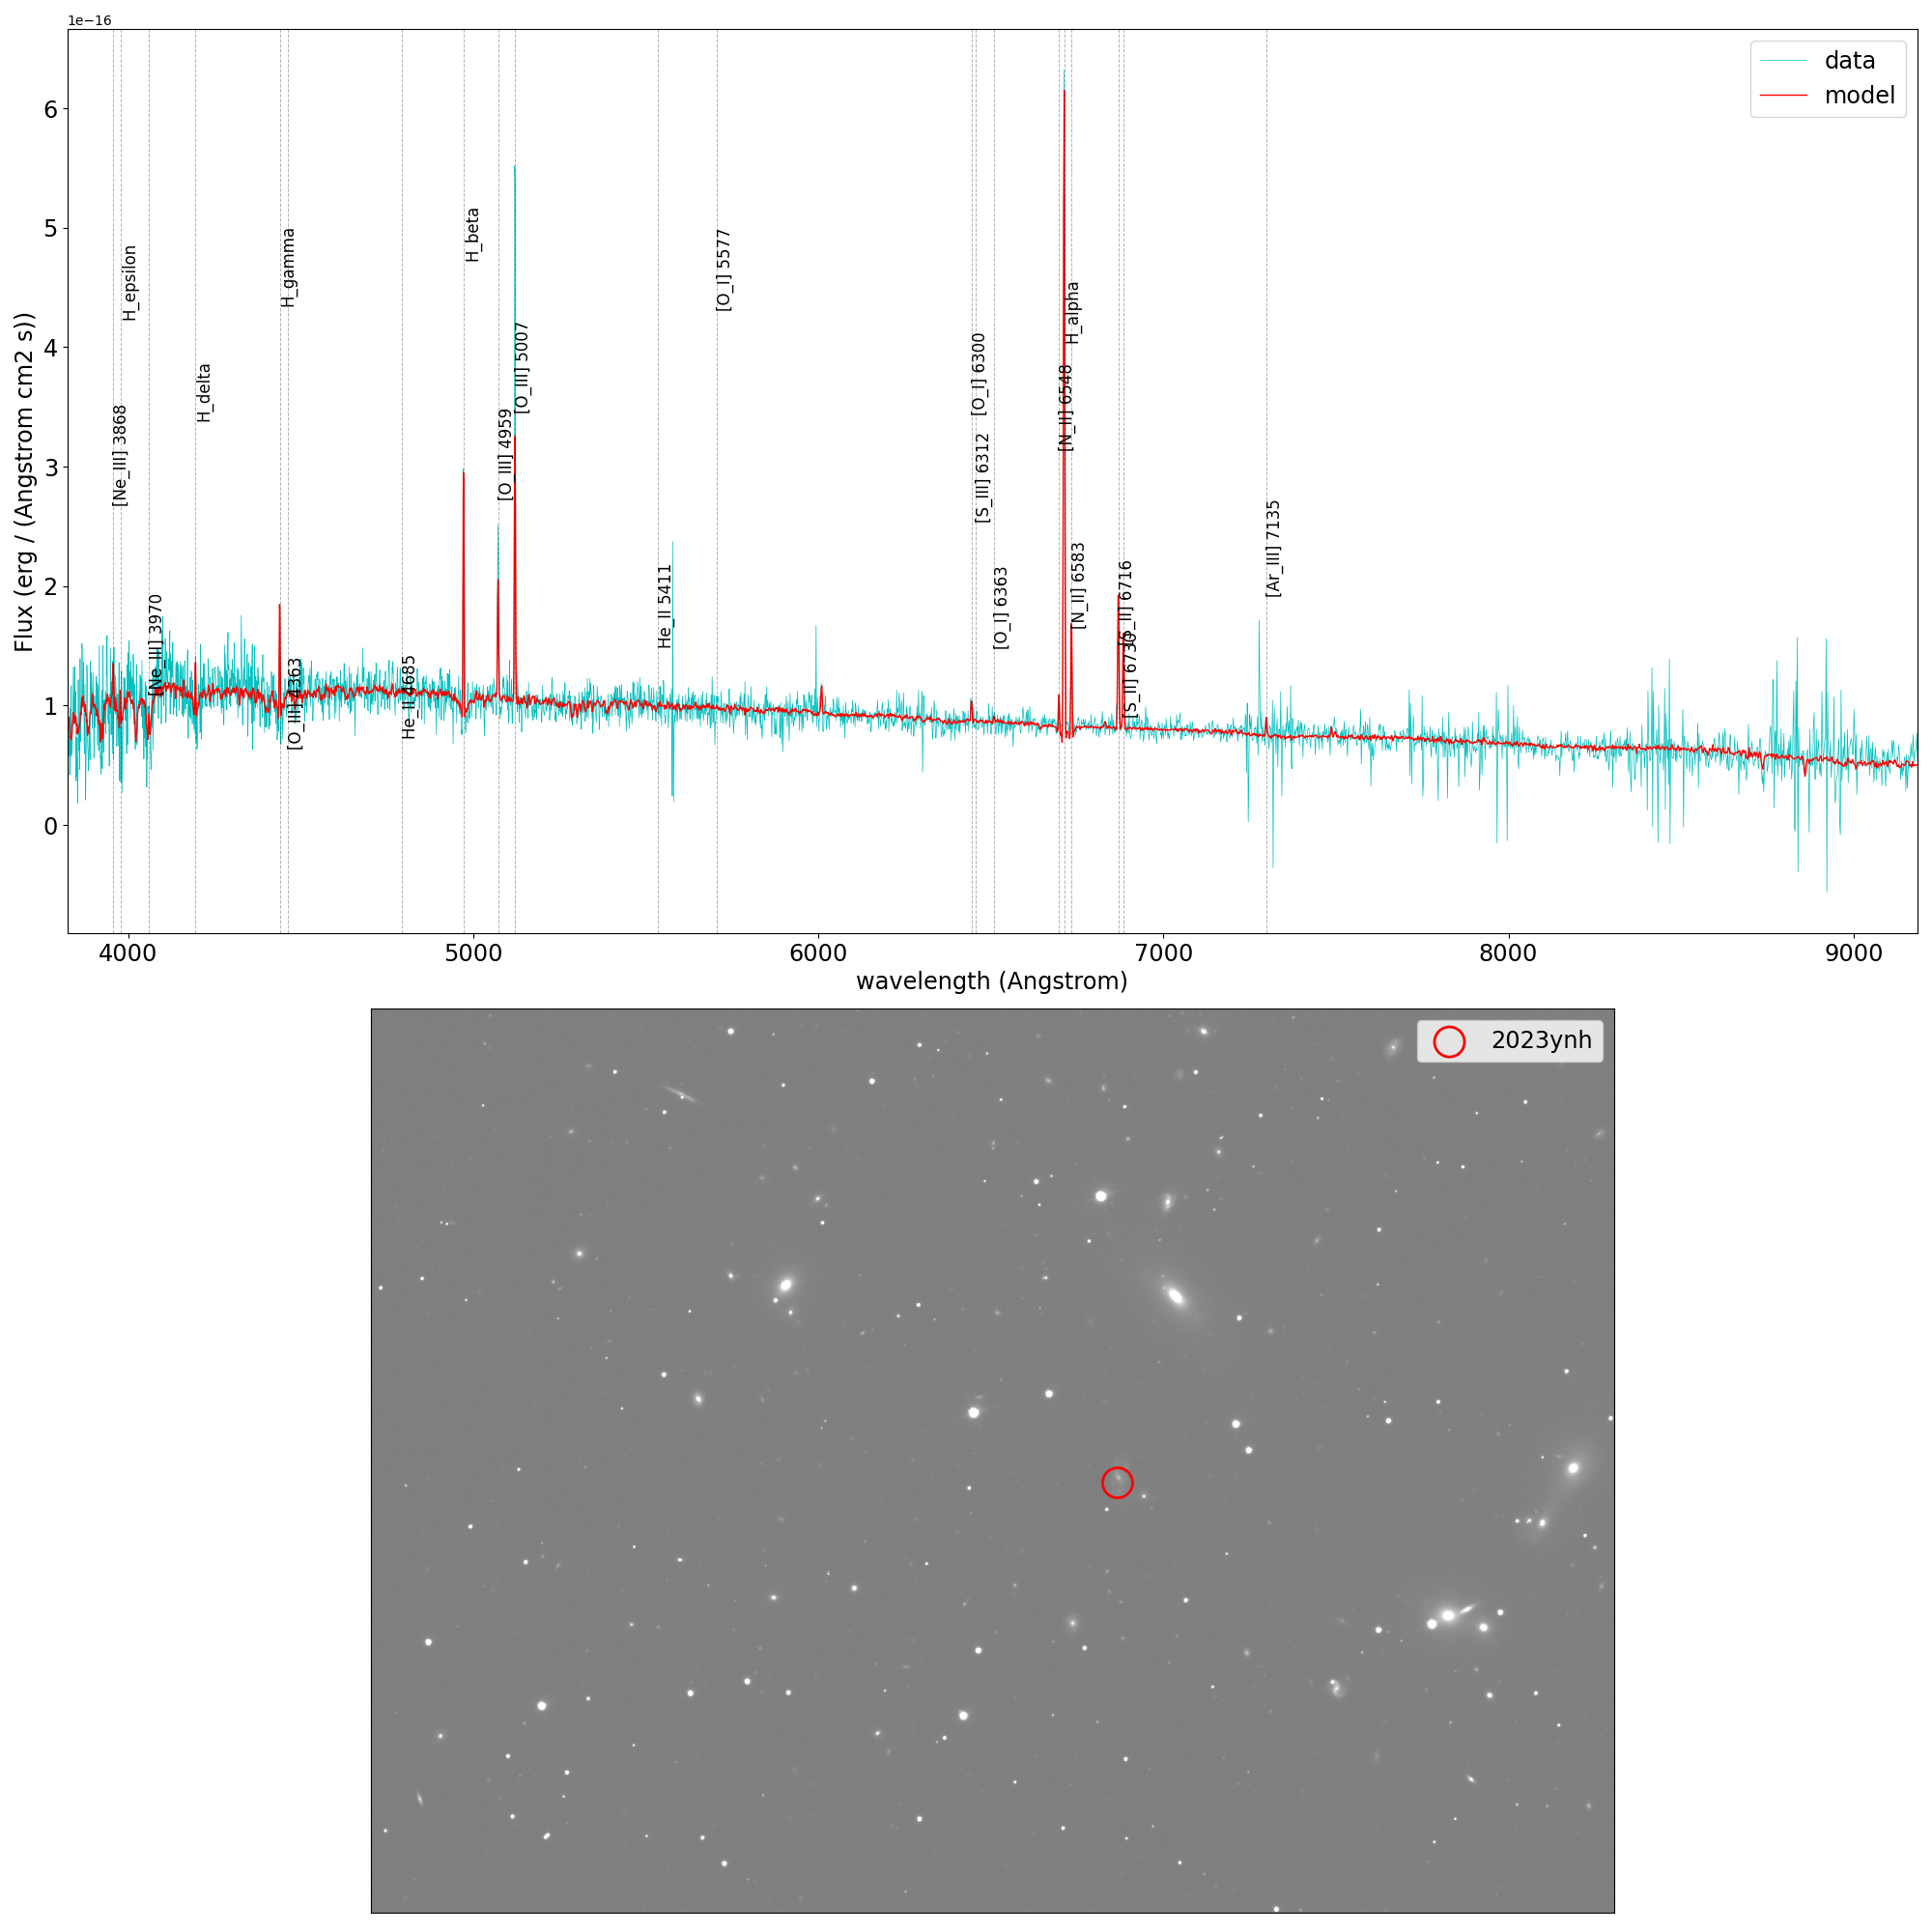 1e−16
data
model
6
5
4
3
2
1
0
Flux (erg / (Angstrom cm2 s))
[Ne_III] 3868
H_epsilon
[Ne_III] 3970
H_delta
H_gamma
[O_III] 4363
He_II 4685
H_beta
[O_III] 4959
[O_III] 5007
He_II 5411
[O_I] 5577
[O_I] 6300
[S_III] 6312
[O_I] 6363
[N_II] 6548
H_alpha
[N_II] 6583
[S_II] 6716
[S_II] 6730
[Ar_III] 7135
4000
5000
6000
7000
8000
9000
wavelength (Angstrom)
2023ynh